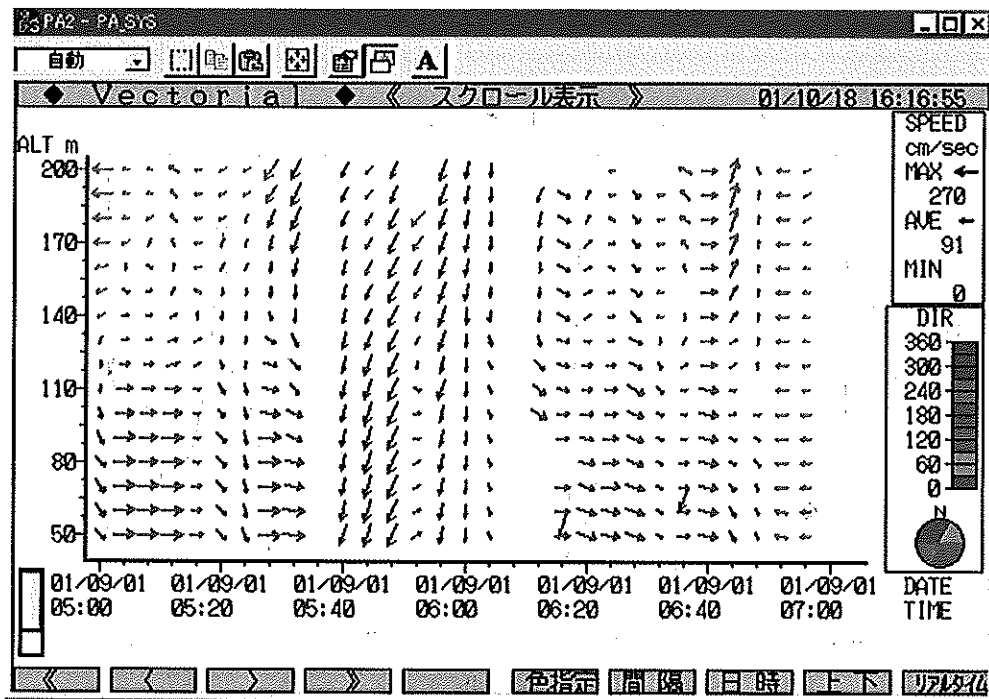 PA2 - PA_SYS
自動
A
◆ Vectorial ◆ 《 スクロール表示 》 01/10/18 16:16:55
SPEED
cm/sec
MAX ←
270
AVE ←
91
MIN
0
ALT m
200
170
140
110
80
50
DIR
360
300
240
180
120
60
0
N
01/09/01 01/09/01 01/09/01 01/09/01 01/09/01 01/09/01 01/09/01 DATE
05:00 05:20 05:40 06:00 06:20 06:40 07:00 TIME
《 〈 〉 》 色指定 間隔 日時 上下 リアルタイム